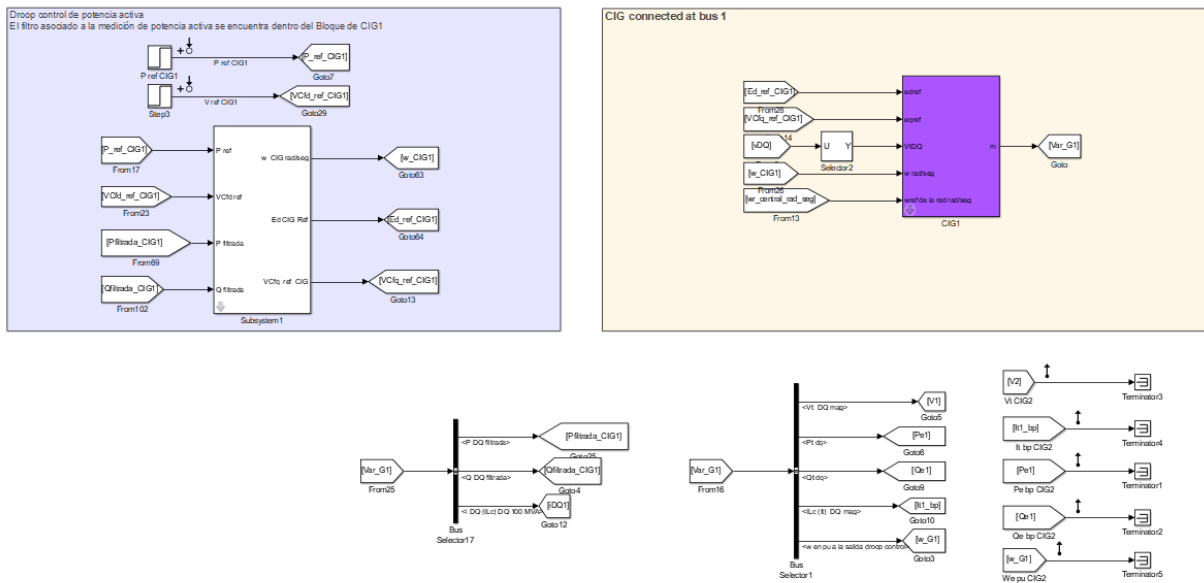 Droop control de potencia activa
El filtro asociado a la medición de potencia activa se encuentra dentro del Bloque de CIG1
P ref CIG1
P ref CIG1
[P_ref_CIG1]
Goto7
Step3
V ref CIG1
[VCfd_ref_CIG1]
Goto29
[P_ref_CIG1]
From17
[VCfd_ref_CIG1]
From23
[Pfiltrada_CIG1]
From69
[Qfiltrada_CIG1]
From102
P ref
VCfd ref
P filtrada
Q filtrada
w CIG rad/seg
Ed CIG Ref
VCfq ref CIG
Subsystem1
[w_CIG1]
Goto63
[Ed_ref_CIG1]
Goto64
[VCfq_ref_CIG1]
Goto13
CIG connected at bus 1
[Ed_ref_CIG1]
From28
[VCfq_ref_CIG1]
14
[vDQ]
U Y
Selector2
[w_CIG1]
From26
[wr_central_rad_seg]
From13
edref
eqref
VtDQ
w rad/seg
wref de la red rad/seg
m
CIG1
[Var_G1]
Goto
[Var_G1]
From25
<P DQ filtrada>
<Q DQ filtrada>
<I DQ (ILc) DQ 100 MVA>
Bus
Selector17
[Pfiltrada_CIG1]
Goto25
[Qfiltrada_CIG1]
Goto4
[iDQ1]
Goto12
[Var_G1]
From16
<Vt DQ mag>
<Pt dq>
<Qt dq>
<ILc (It) DQ mag>
<w en pu a la salida droop control>
Bus
Selector1
[V1]
Goto5
[Pe1]
Goto6
[Qe1]
Goto9
[It1_bp]
Goto10
[w_G1]
Goto3
[V2]
Vt CIG2
Terminator3
[It1_bp]
It bp CIG2
Terminator4
[Pe1]
Pe bp CIG2
Terminator1
[Qe1]
Qe bp CIG2
Terminator2
[w_G1]
We pu CIG2
Terminator5